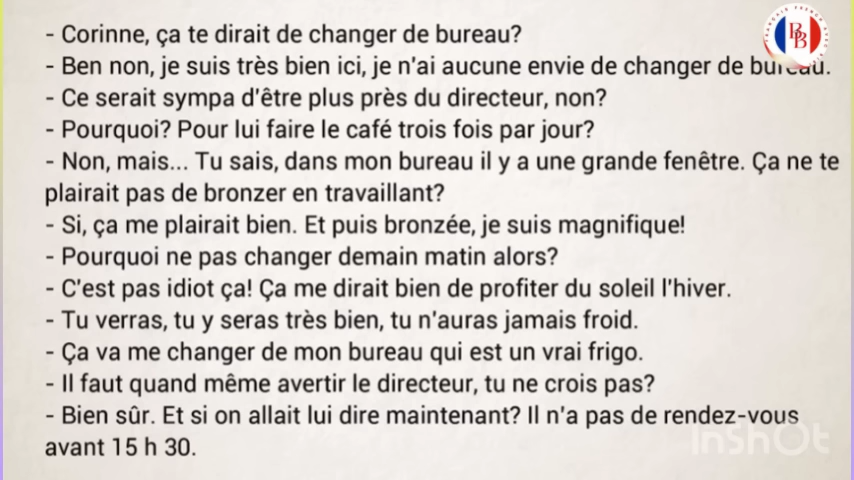 - Corinne, ça te dirait de changer de bureau?
- Ben non, je suis très bien ici, je n'ai aucune envie de changer de bureau.
- Ce serait sympa d'être plus près du directeur, non?
- Pourquoi? Pour lui faire le café trois fois par jour?
- Non, mais... Tu sais, dans mon bureau il y a une grande fenêtre. Ça ne te
plairait pas de bronzer en travaillant?
- Si, ça me plairait bien. Et puis bronzée, je suis magnifique!
- Pourquoi ne pas changer demain matin alors?
- C'est pas idiot ça! Ça me dirait bien de profiter du soleil l'hiver.
- Tu verras, tu y seras très bien, tu n'auras jamais froid.
- Ça va me changer de mon bureau qui est un vrai frigo.
- Il faut quand même avertir le directeur, tu ne crois pas?
- Bien sûr. Et si on allait lui dire maintenant? Il n'a pas de rendez-vous
avant 15 h 30.
InShOt